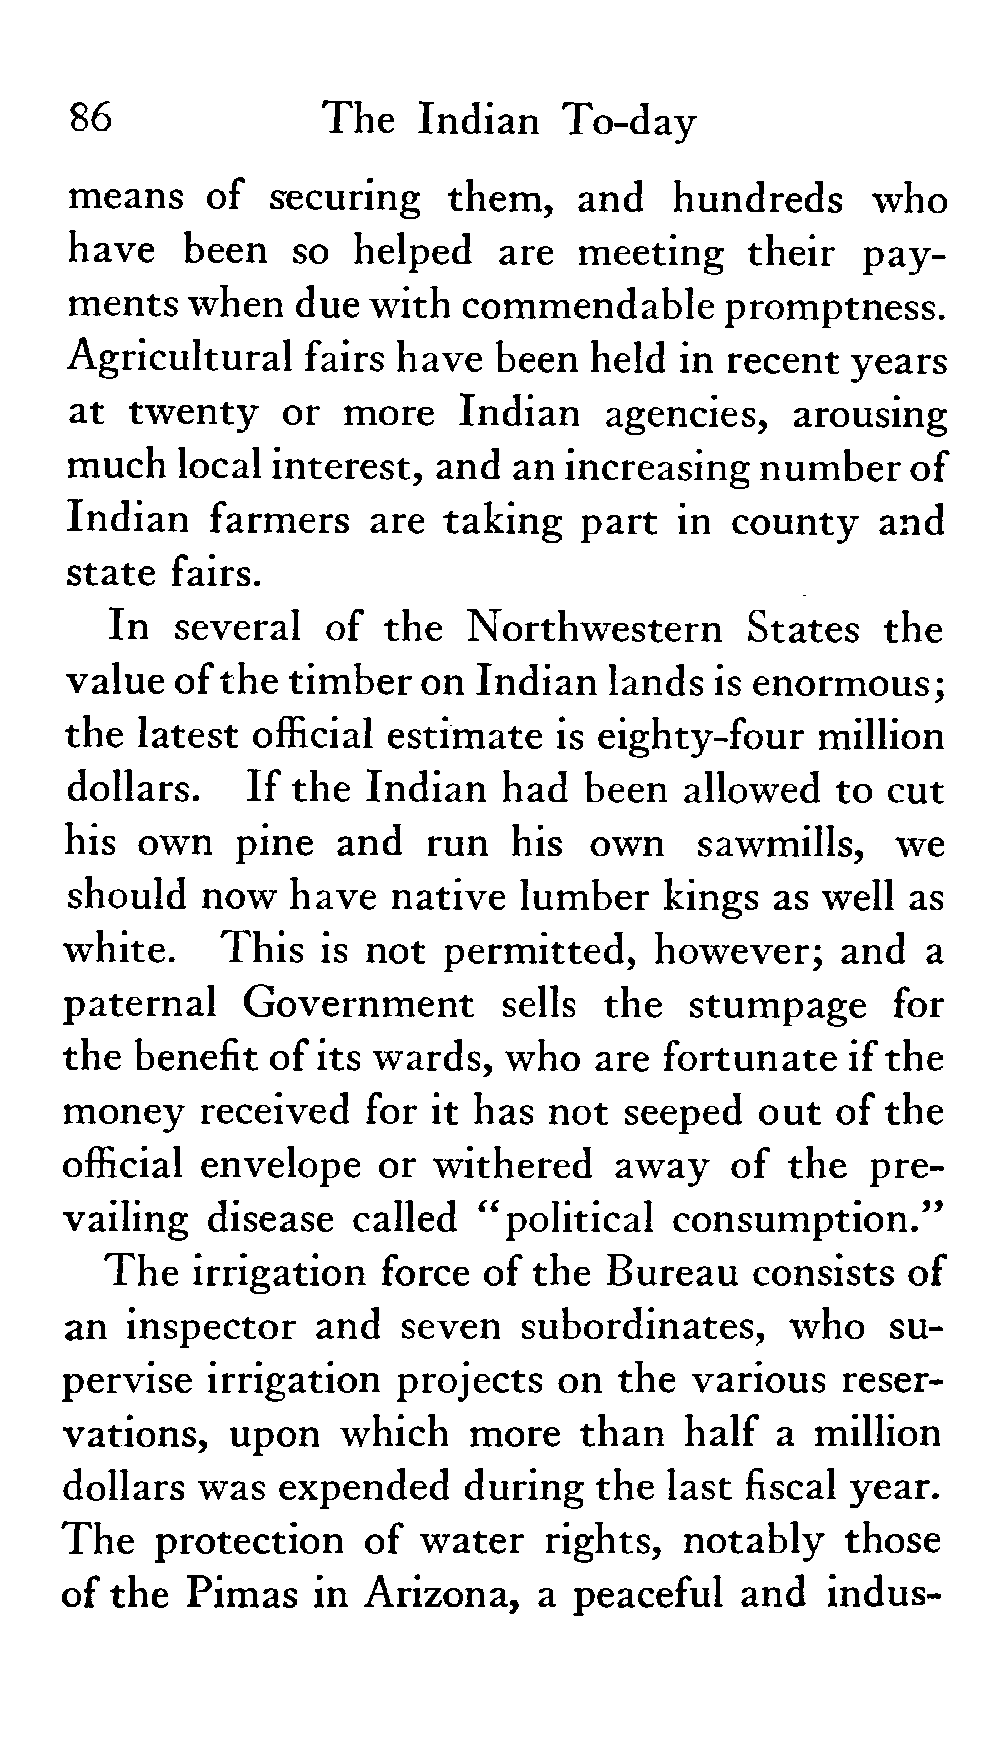 86 The Indian To-day
means of securing them, and hundreds who
have been so helped are meeting their pay-
ments when due with commendable promptness.
Agricultural fairs have been held in recent years
at twenty or more Indian agencies, arousing
much local interest, and an increasing number of
Indian farmers are taking part in county and
state fairs.
In several of the Northwestern States the
value of the timber on Indian lands is enormous;
the latest official estimate is eighty-four million
dollars. If the Indian had been allowed to cut
his own pine and run his own sawmills, we
should now have native lumber kings as well as
white. This is not permitted, however; and a
paternal Government sells the stumpage for
the benefit of its wards, who are fortunate if the
money received for it has not seeped out of the
official envelope or withered away of the pre-
vailing disease called “political consumption.”
The irrigation force of the Bureau consists of
an inspector and seven subordinates, who su-
pervise irrigation projects on the various reser-
vations, upon which more than half a million
dollars was expended during the last fiscal year.
The protection of water rights, notably those
of the Pimas in Arizona, a peaceful and indus-